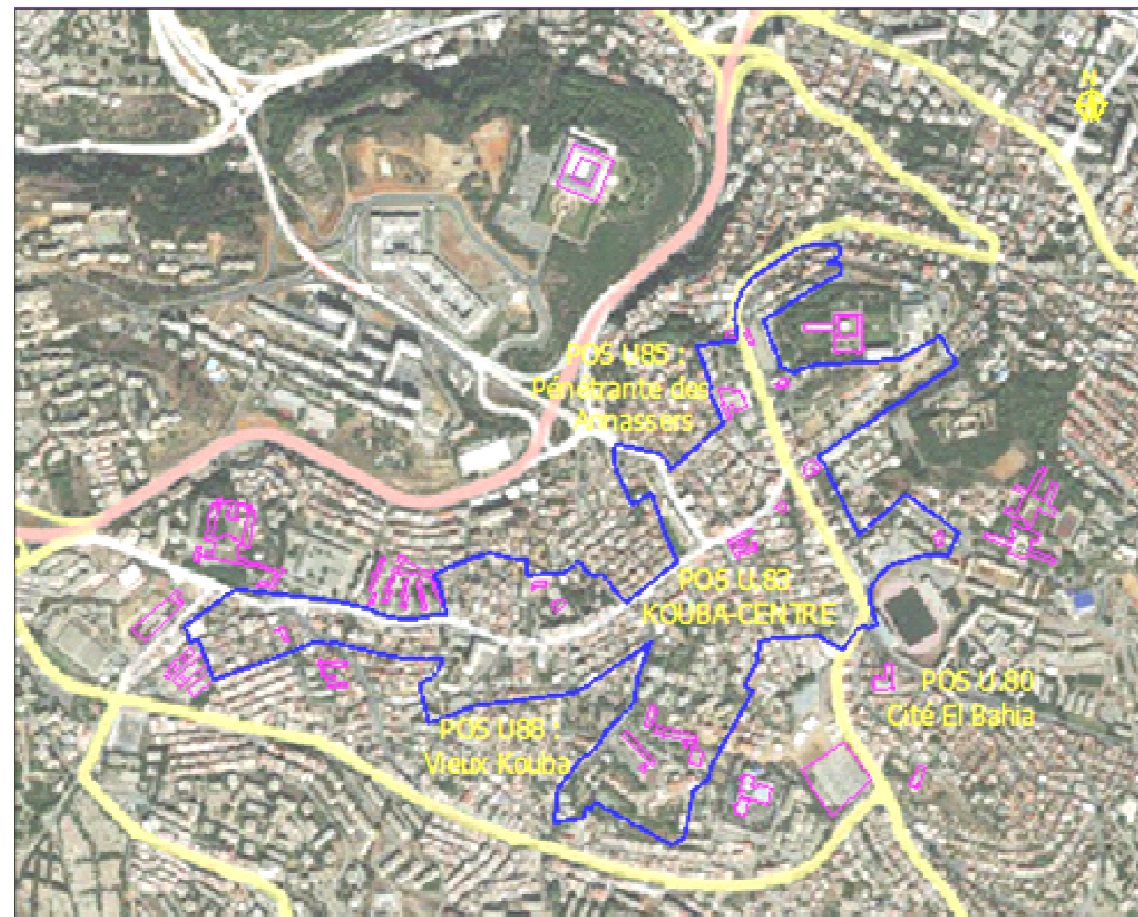 N
POS U85 :
Pénétrante des
Annassers
POS U.83
KOUBA-CENTRE
POS U.80
Cité El Bahia
POS U88 :
Vieux Kouba